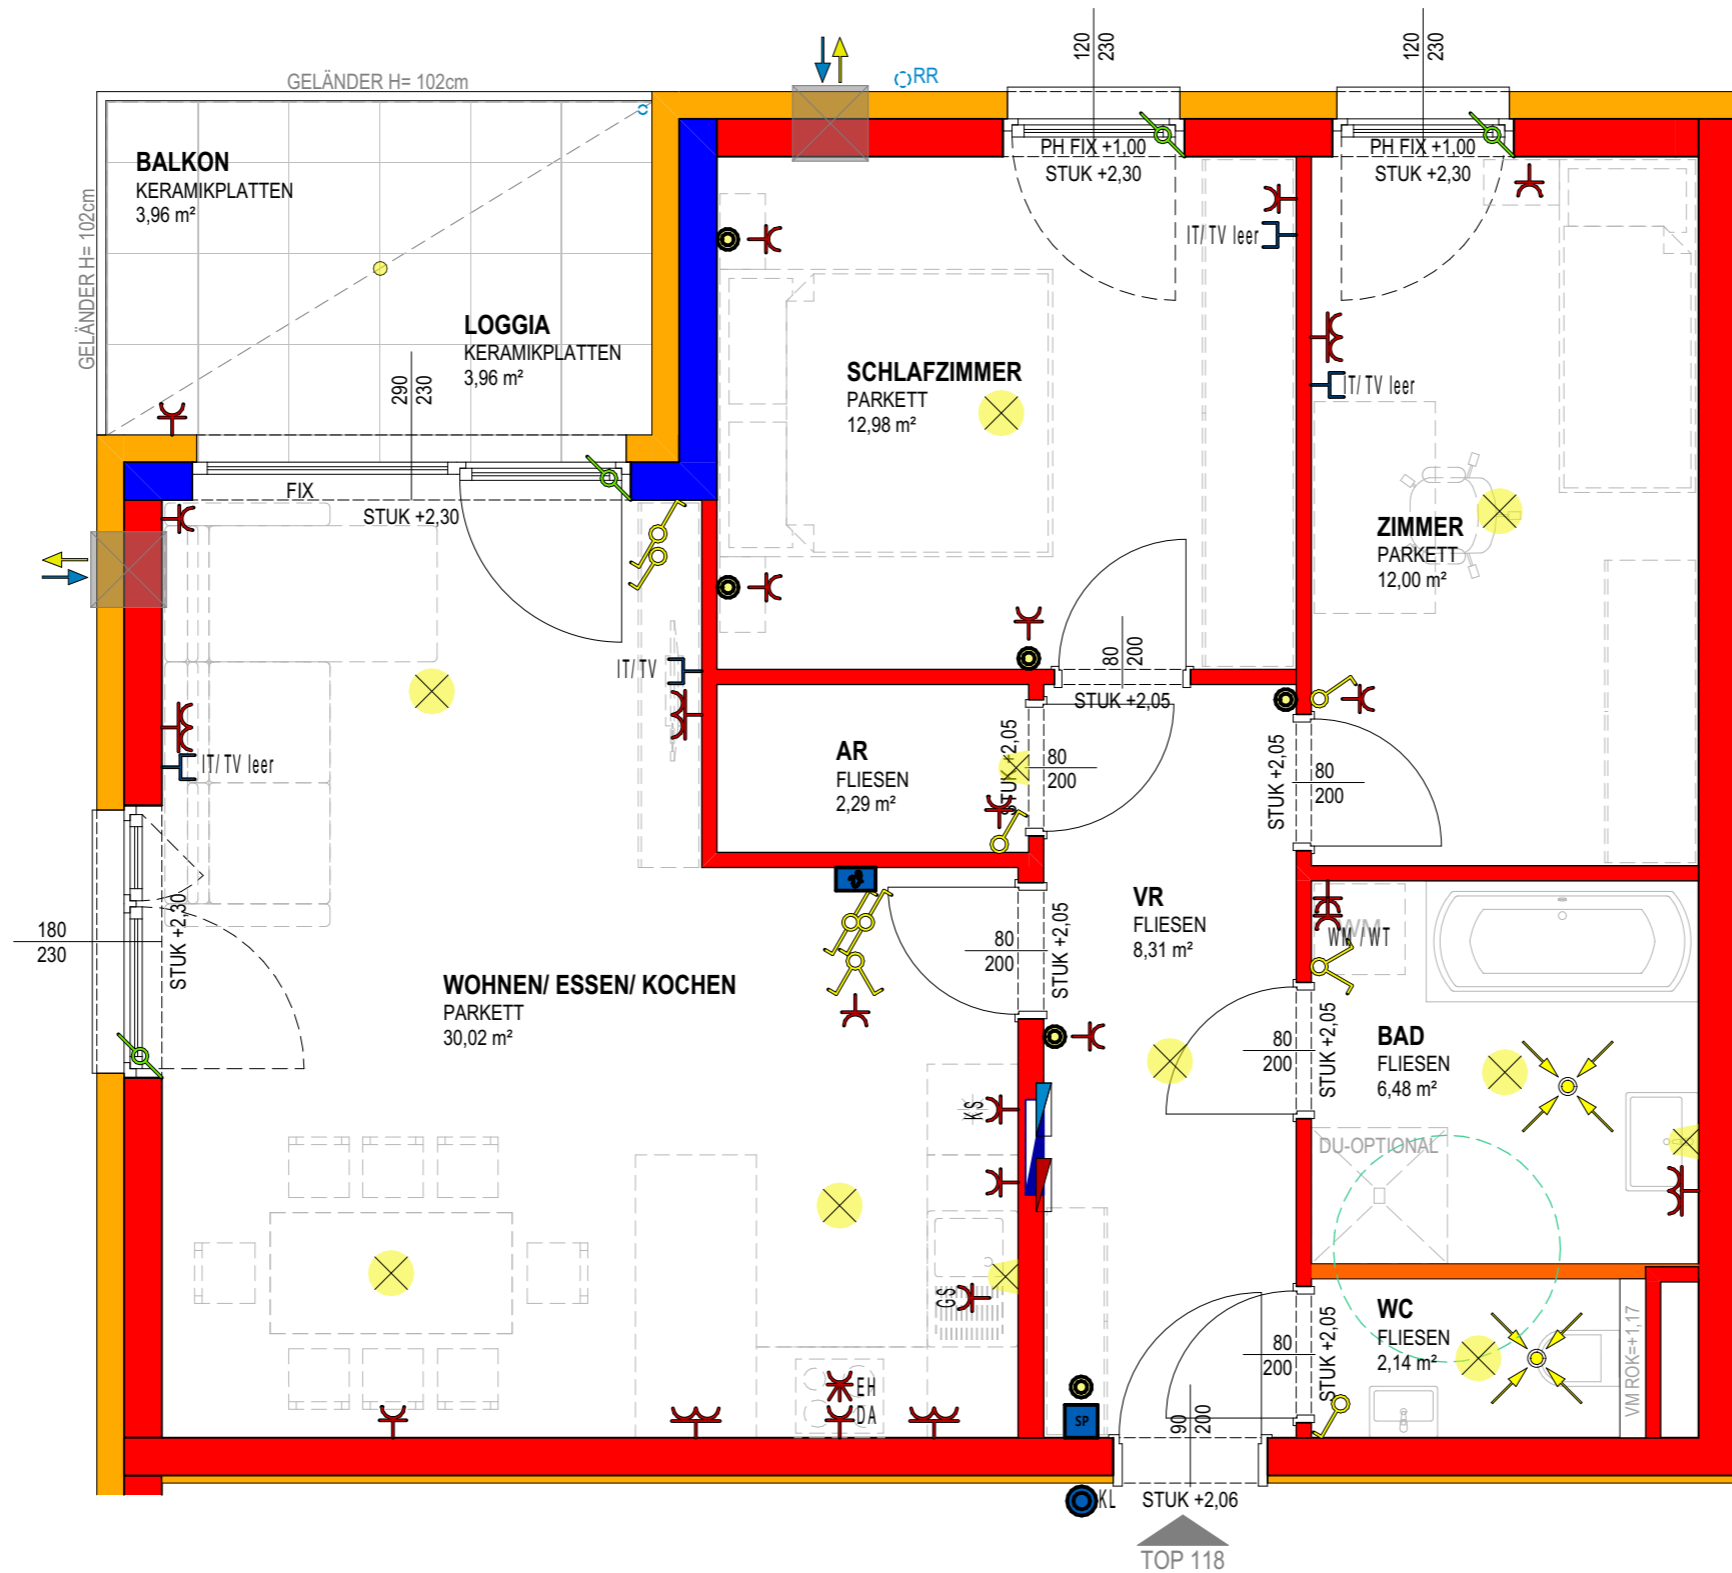 GELÄNDER H= 102cm
RR
120
230
120
230
GELÄNDER H= 102cm
BALKON
KERAMIKPLATTEN
3,96 m²
PH FIX +1,00
STUK +2,30
PH FIX +1,00
STUK +2,30
IT/TV leer
LOGGIA
KERAMIKPLATTEN
3,96 m²
290
230
SCHLAFZIMMER
PARKETT
12,98 m²
IT/TV leer
FIX
STUK +2,30
ZIMMER
PARKETT
12,00 m²
80
200
STUK +2,05
IT/TV
IT/TV leer
AR
FLIESEN
2,29 m²
STUK +2,05
80
200
STUK +2,05
80
200
180
230
STUK +2,30
WOHNEN/ ESSEN/ KOCHEN
PARKETT
30,02 m²
80
200
STUK +2,05
VR
FLIESEN
8,31 m²
WM
WM / WT
80
200
STUK +2,05
BAD
FLIESEN
6,48 m²
KS
DU-OPTIONAL
GS
80
200
STUK +2,05
WC
FLIESEN
2,14 m²
VM ROK=+1,17
EH
DA
SP
90
200
KL
STUK +2,06
TOP 118